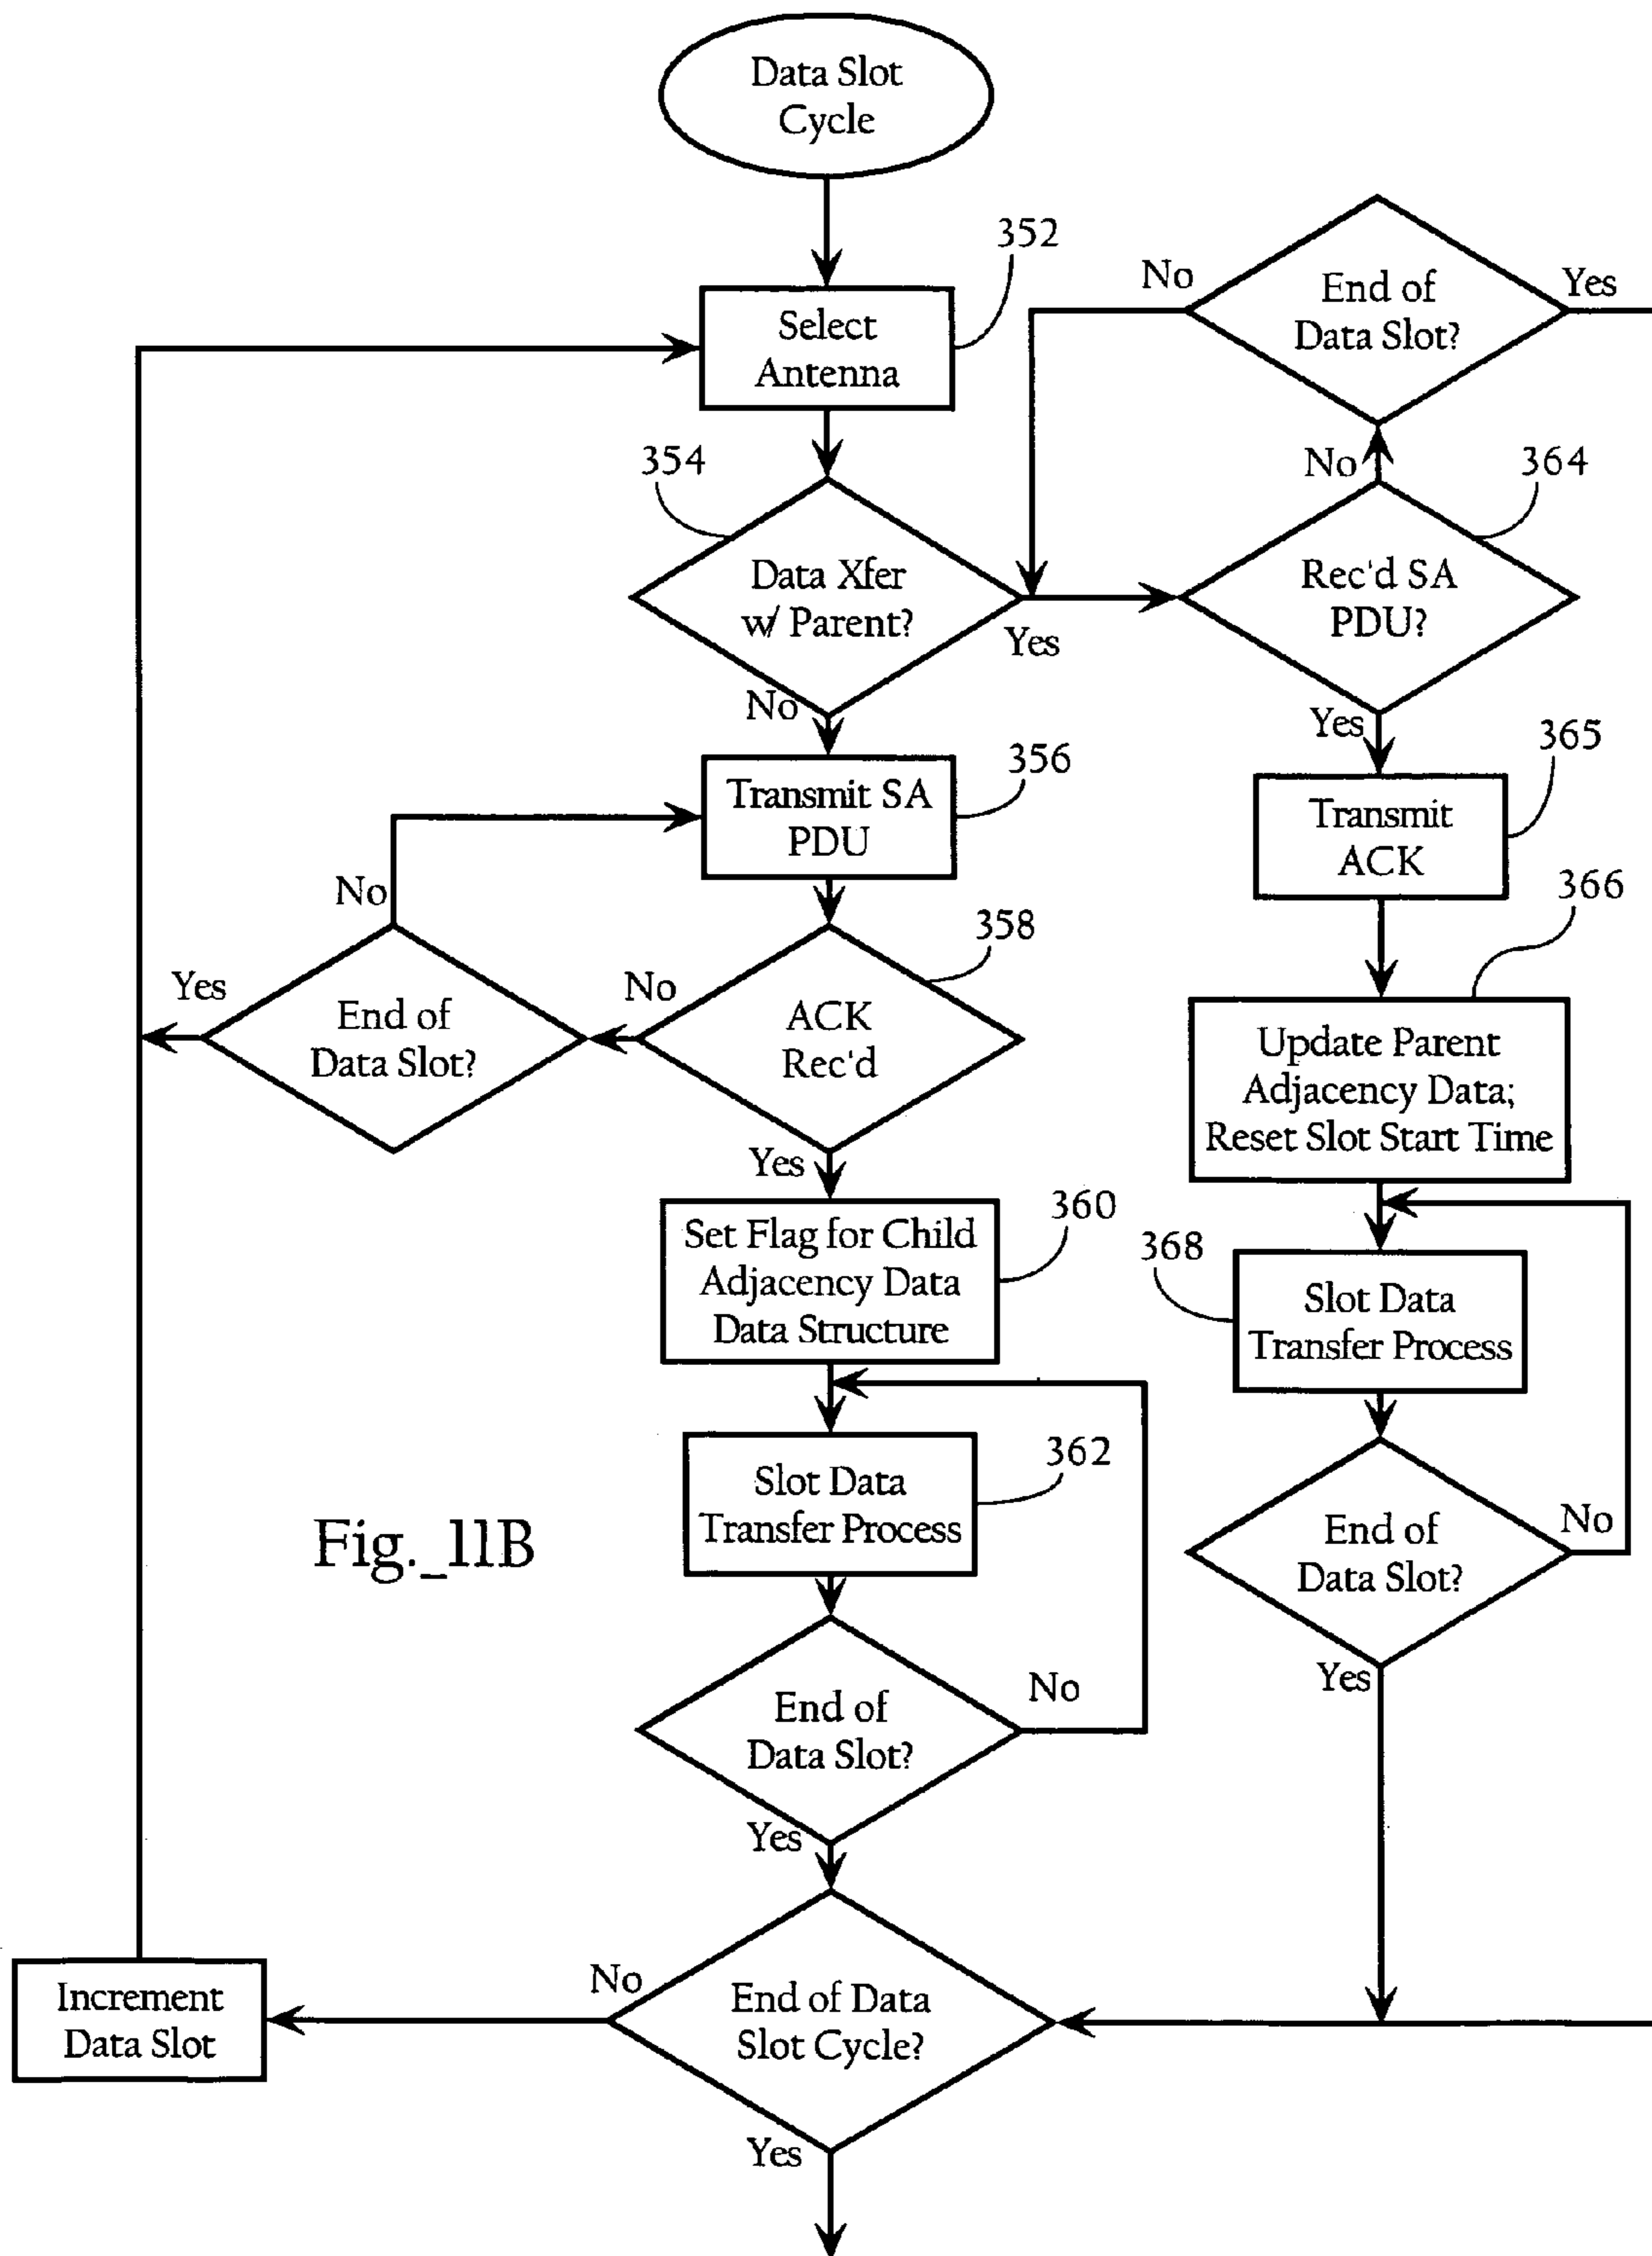 Data Slot
Cycle
352
Select
Antenna
No
End of
Data Slot?
Yes
354
Data Xfer
w/ Parent?
Yes
No
No
364
Rec'd SA
PDU?
Yes
356
Transmit SA
PDU
365
Transmit
ACK
No
Yes
End of
Data Slot?
No
358
ACK
Rec'd
Yes
366
Update Parent
Adjacency Data;
Reset Slot Start Time
360
Set Flag for Child
Adjacency Data
Data Structure
368
Slot Data
Transfer Process
362
Slot Data
Transfer Process
Fig._11B
End of
Data Slot?
No
Yes
End of
Data Slot?
No
Yes
Increment
Data Slot
No
End of Data
Slot Cycle?
Yes